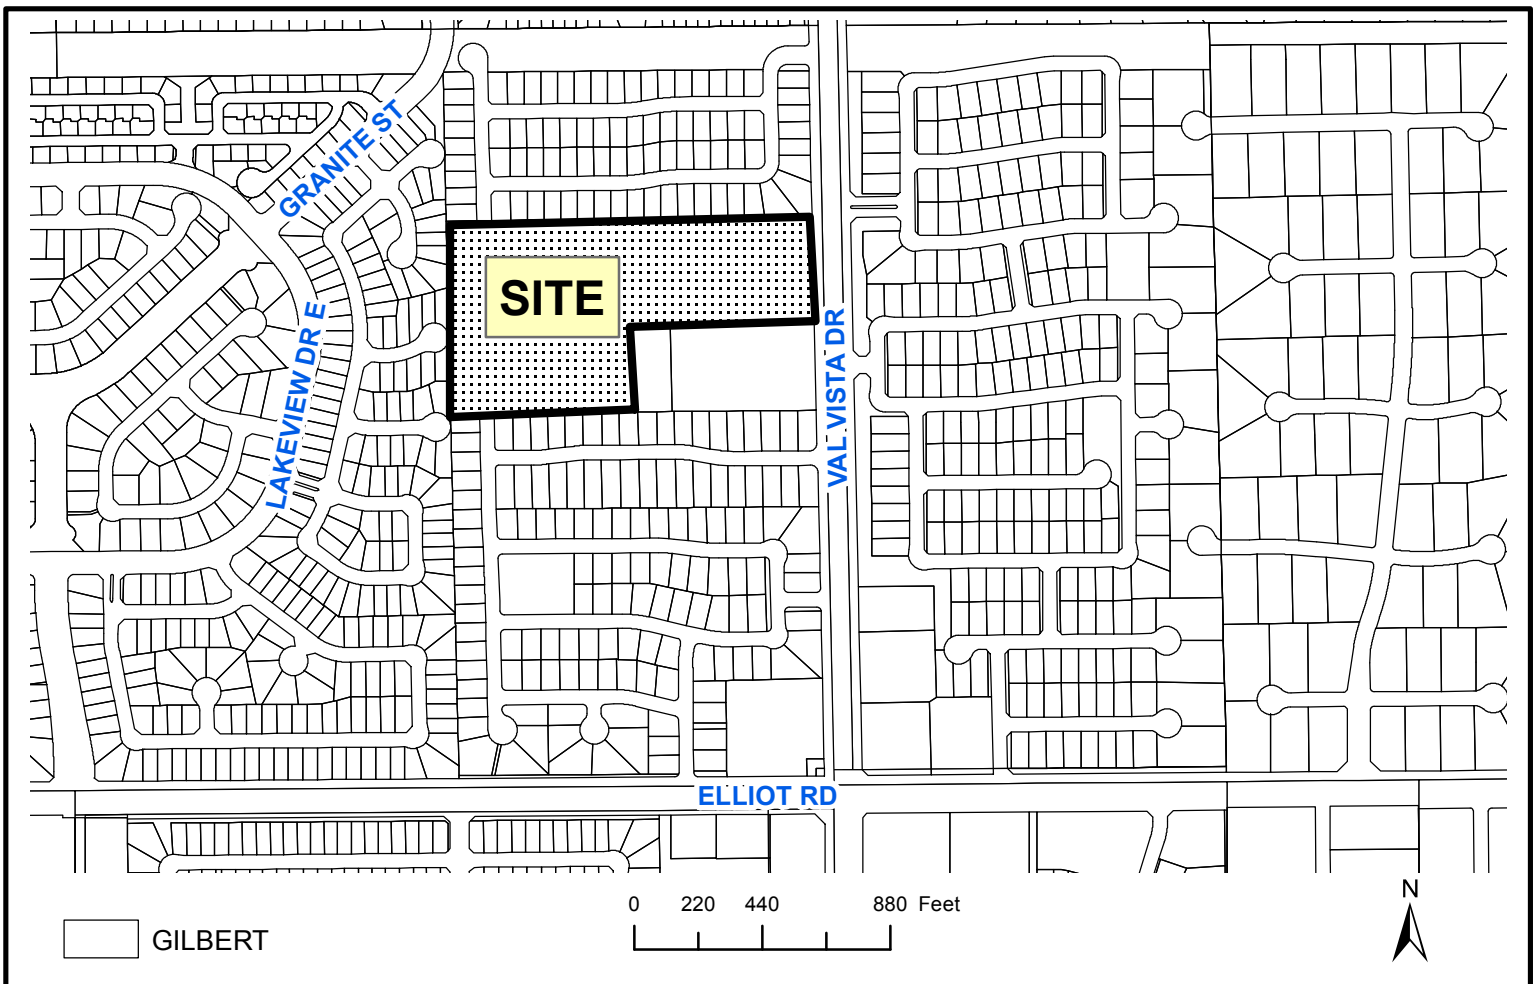 GRANITE ST
SITE
LAKEVIEW DR E
VAL VISTA DR
ELLIOT RD
0 220 440 880 Feet
N
GILBERT